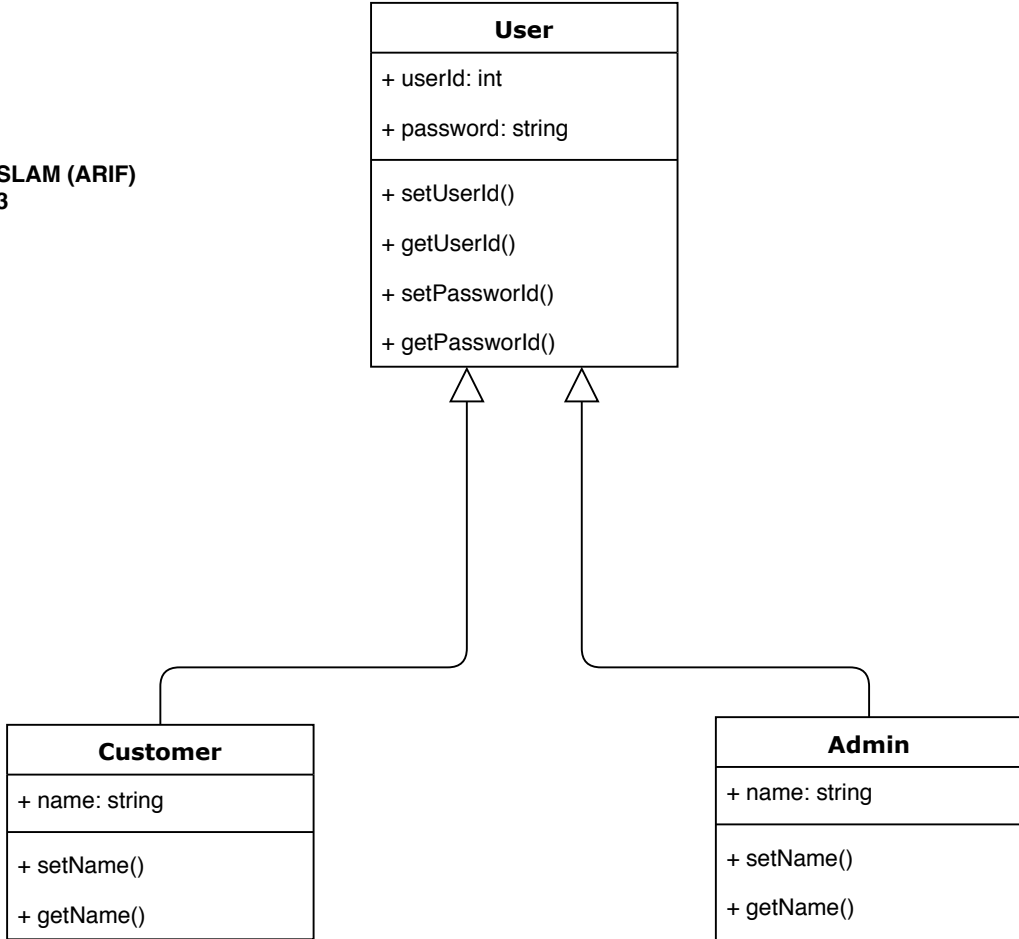 User
+ userId: int
+ password: string
SLAM (ARIF)
3
+ setUserId()
+ getUserId()
+ setPassworId()
+ getPassworId()
Customer
+ name: string
+ setName()
+ getName()
Admin
+ name: string
+ setName()
+ getName()